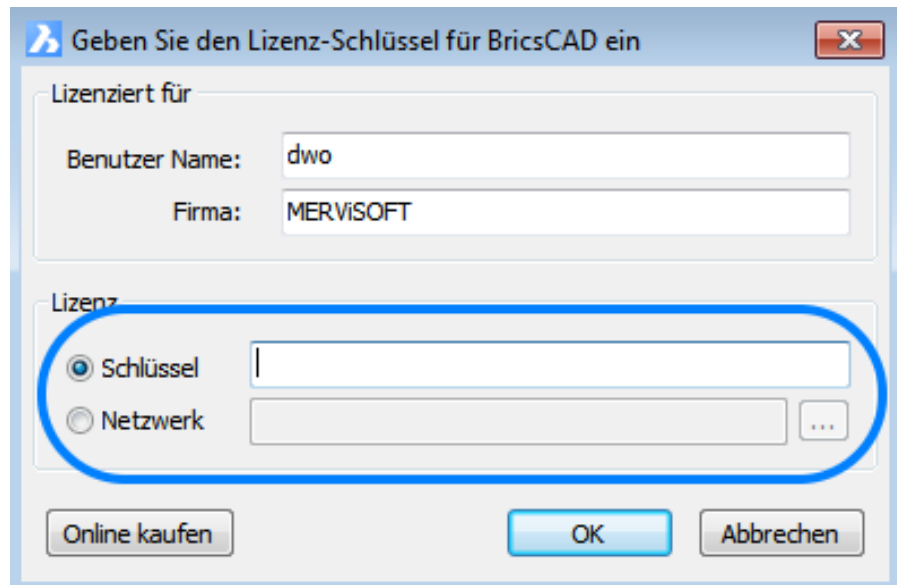 Geben Sie den Lizenz-Schlüssel für BricsCAD ein
Lizenziert für
Benutzer Name: dwo
Firma: MERViSOFT
Lizenz
Schlüssel
Netzwerk ...
Online kaufen OK Abbrechen